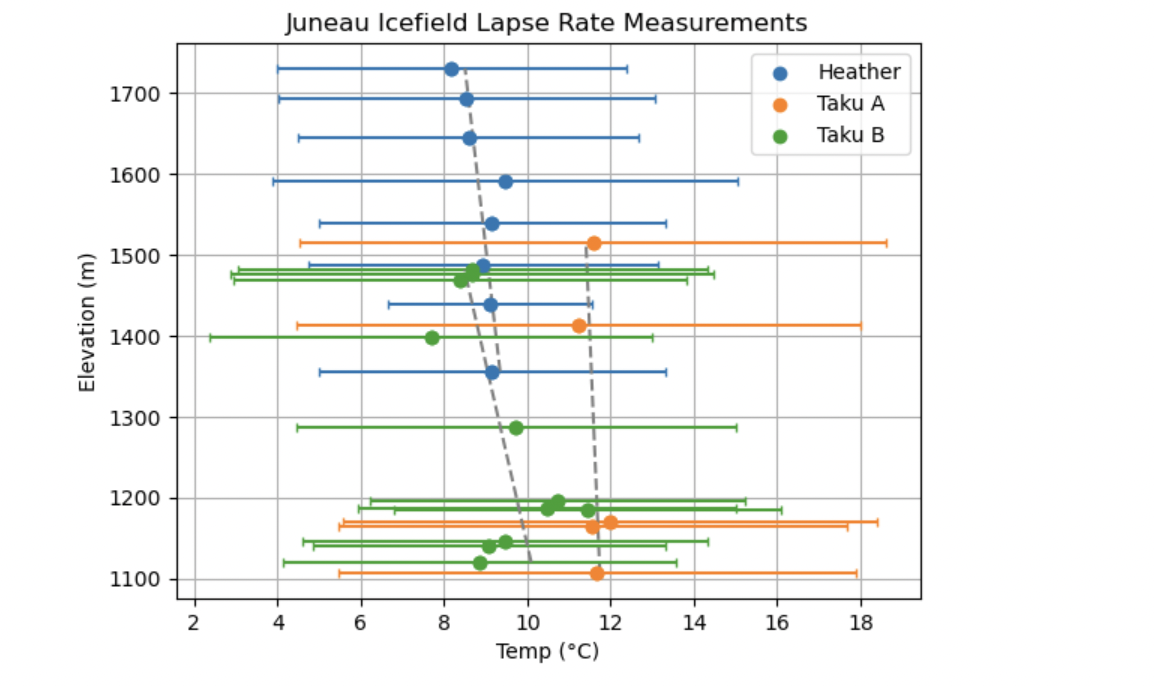 Juneau Icefield Lapse Rate Measurements
Heather
Taku A
Taku B
Elevation (m)
1700
1600
1500
1400
1300
1200
1100
2 4 6 8 10 12 14 16 18
Temp (°C)